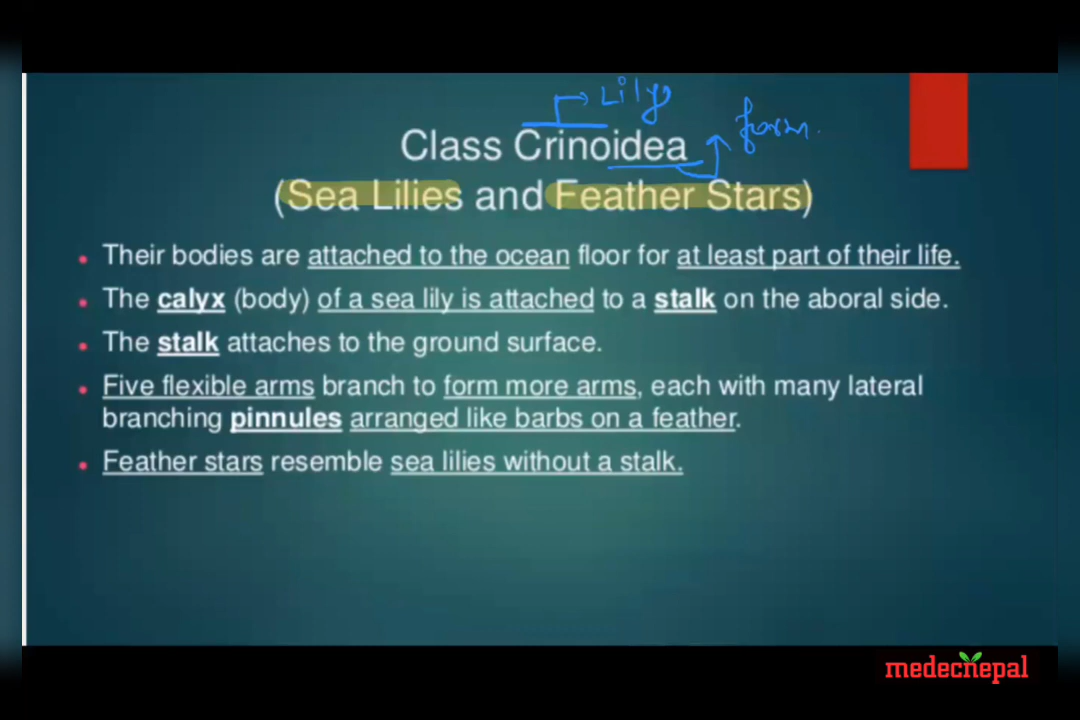 Lily
form.
Class Crinoidea
(Sea Lilies and Feather Stars)
• Their bodies are attached to the ocean floor for at least part of their life.
• The calyx (body) of a sea lily is attached to a stalk on the aboral side.
• The stalk attaches to the ground surface.
• Five flexible arms branch to form more arms, each with many lateral
branching pinnules arranged like barbs on a feather.
• Feather stars resemble sea lilies without a stalk.
medecnepal